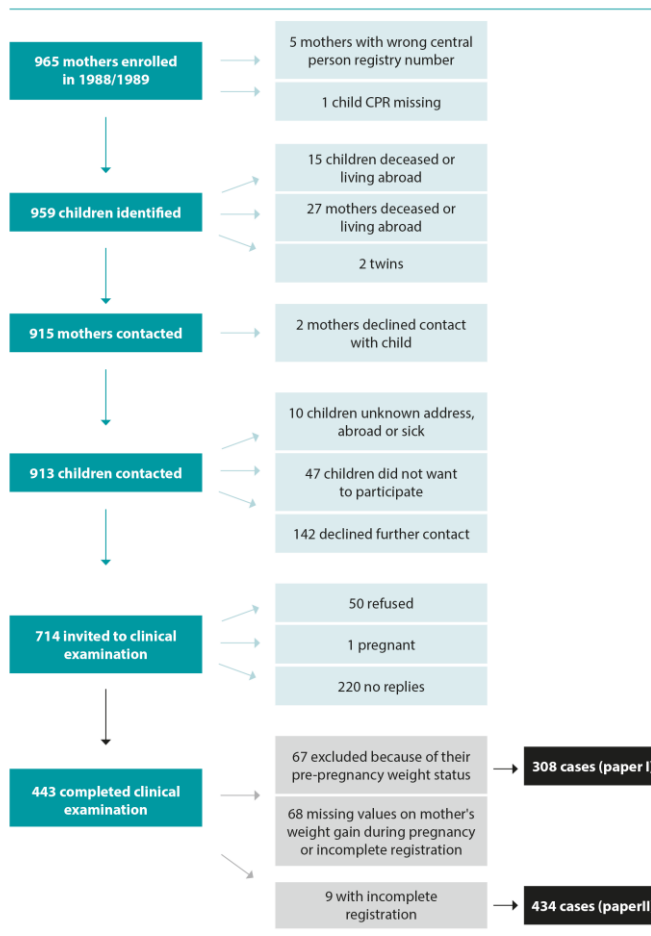 965 mothers enrolled
in 1988/1989
5 mothers with wrong central
person registry number
1 child CPR missing
959 children identified
15 children deceased or
living abroad
27 mothers deceased or
living abroad
2 twins
915 mothers contacted
2 mothers declined contact
with child
913 children contacted
10 children unknown address,
abroad or sick
47 children did not want
to participate
142 declined further contact
714 invited to clinical
examination
50 refused
1 pregnant
220 no replies
443 completed clinical
examination
67 excluded because of their
pre-pregnancy weight status
308 cases (paper I)
68 missing values on mother's
weight gain during pregnancy
or incomplete registration
9 with incomplete
registration
434 cases (paperII